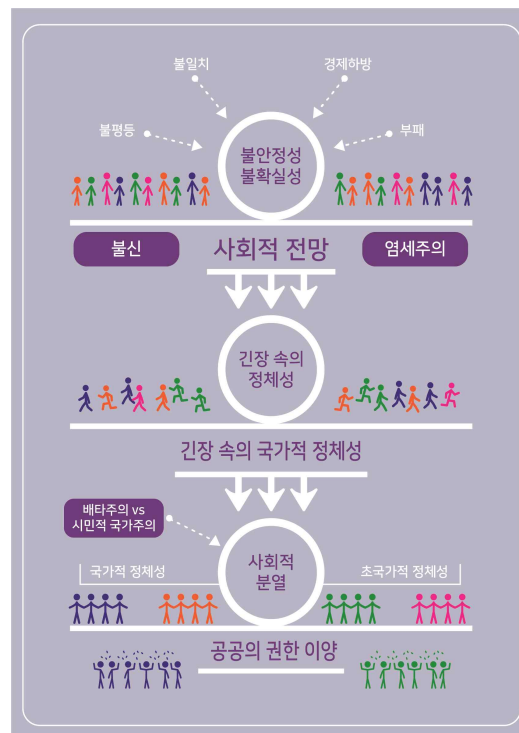 불일치
경제하방
불평등
부패
불안정성
불확실성
불신
사회적 전망
염세주의
긴장 속의
정체성
긴장 속의 국가적 정체성
배타주의 vs
시민적 국가주의
사회적
분열
국가적 정체성
초국가적 정체성
공공의 권한 이양